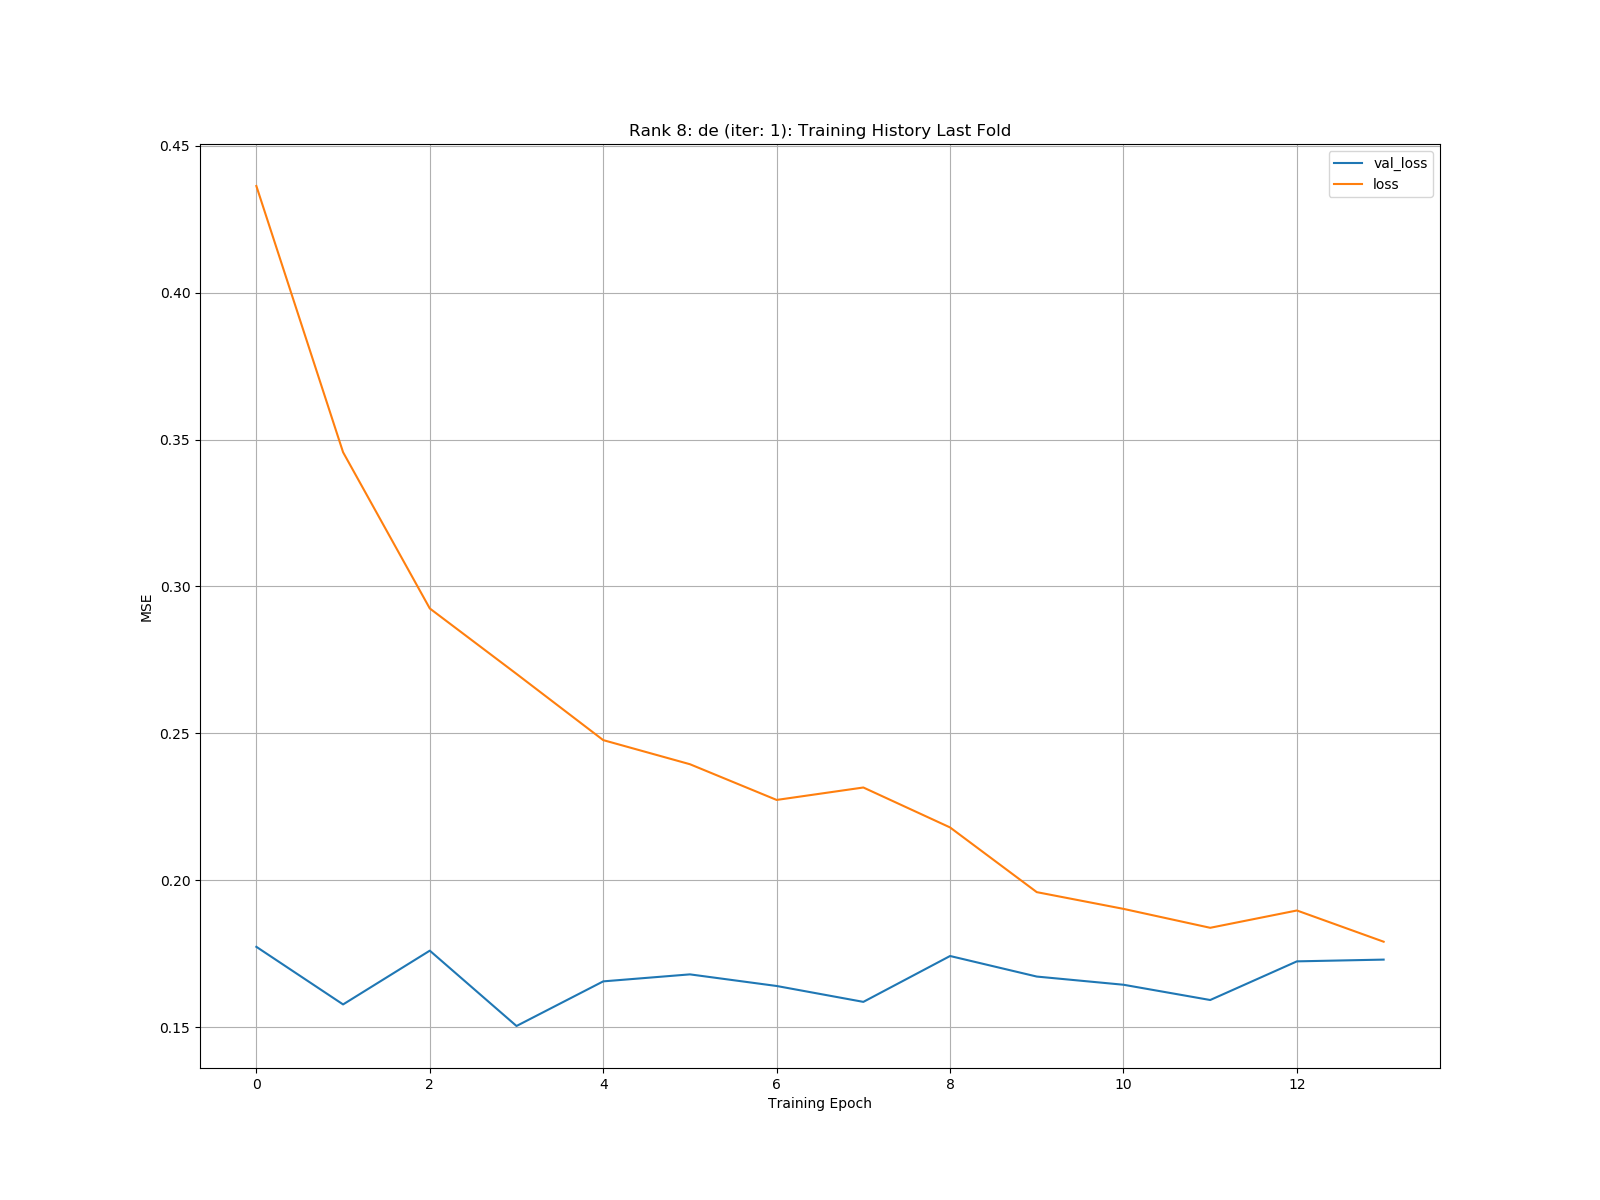 Rank 8: de (iter: 1): Training History Last Fold
val_loss
loss
0.45
0.40
0.35
0.30
0.25
0.20
0.15
MSE
0 2 4 6 8 10 12
Training Epoch